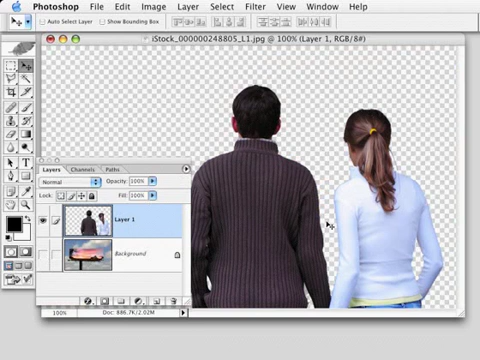 Photoshop File Edit Image Layer Select Filter View Window Help
Auto Select Layer Show Bounding Box
iStock_000000248805_L1.jpg @ 100% (Layer 1, RGB/8#)
Layers Channels Paths
Normal Opacity: 100%
Lock: Fill: 100%
Layer 1
Background
100% Doc: 886.7K/2.02M